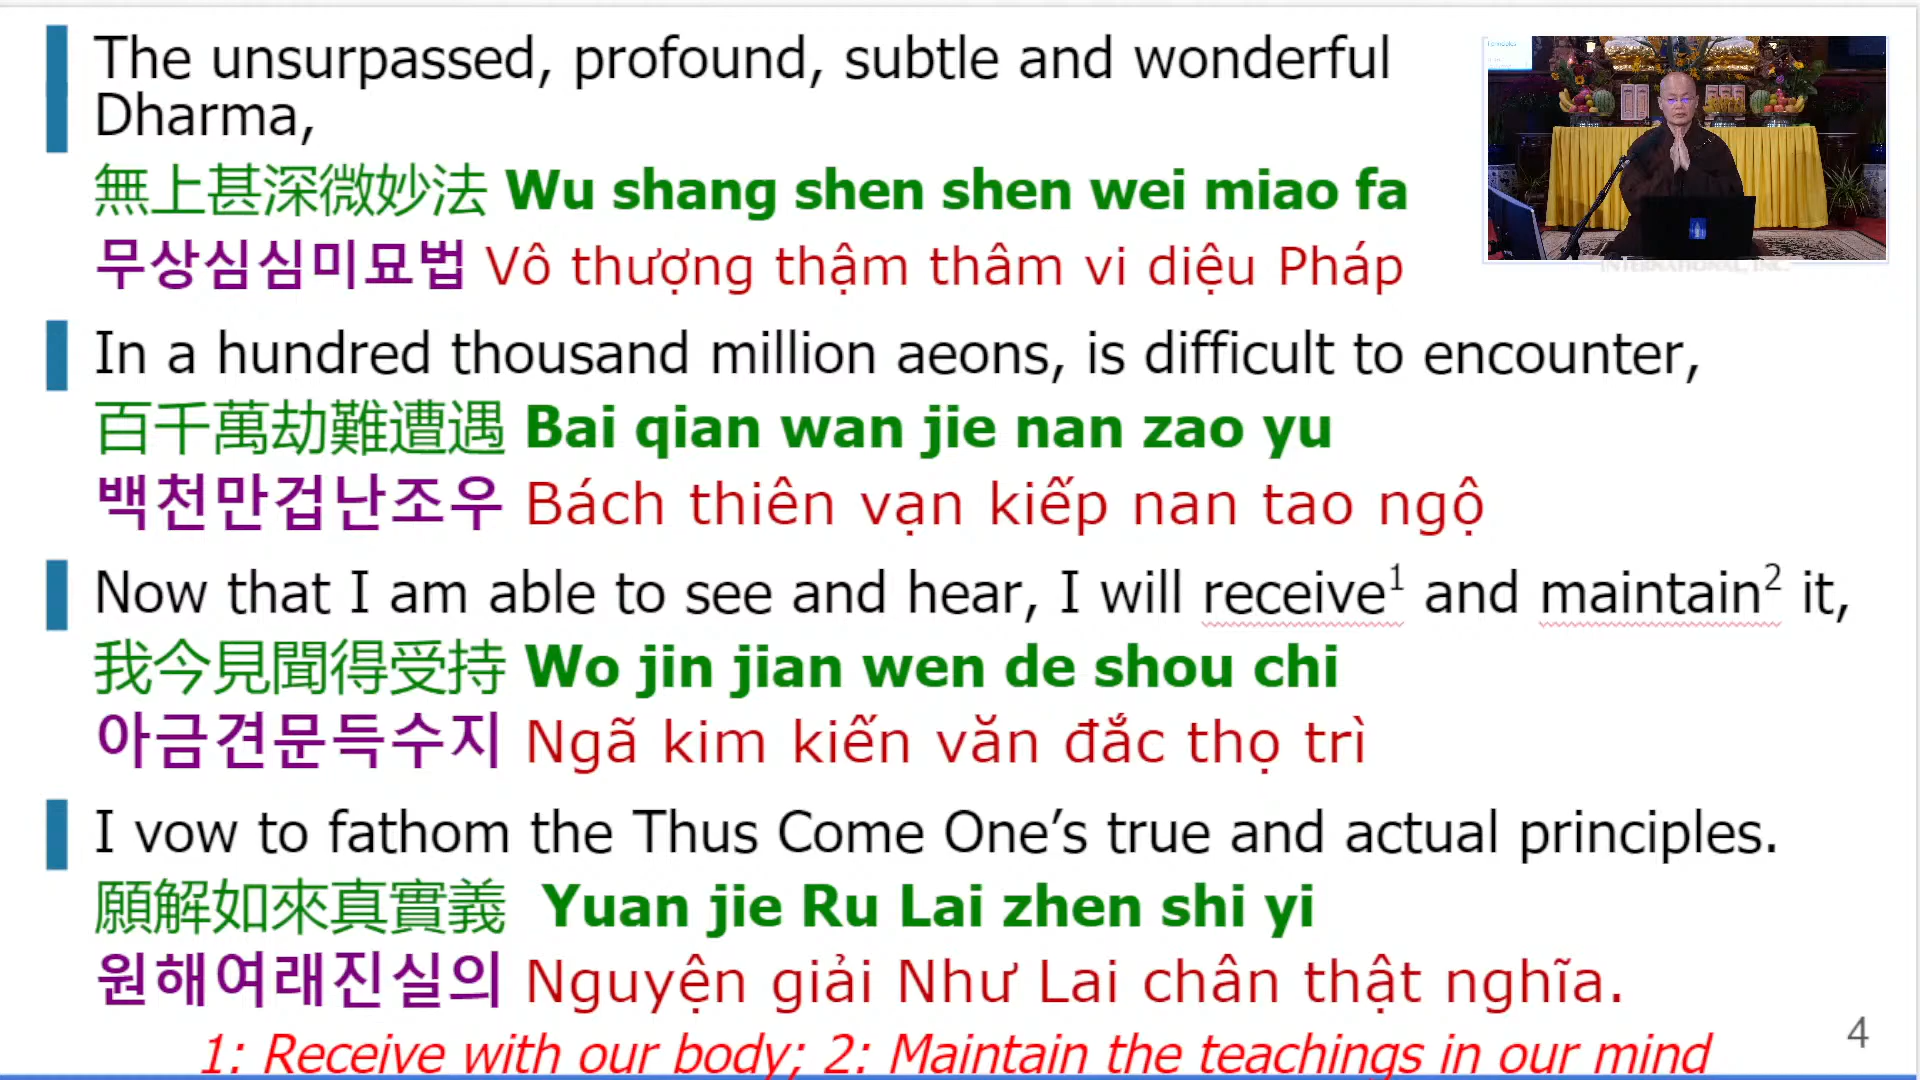 The unsurpassed, profound, subtle and wonderful
Dharma,
無上甚深微妙法 Wu shang shen shen wei miao fa
무상심심미묘법 Vô thượng thậm thâm vi diệu Pháp
In a hundred thousand million aeons, is difficult to encounter,
百千萬劫難遭遇 Bai qian wan jie nan zao yu
백천만겁난조우 Bách thiên vạn kiếp nan tao ngộ
Now that I am able to see and hear, I will receive1 and maintain2 it,
我今見聞得受持 Wo jin jian wen de shou chi
아금견문득수지 Ngã kim kiến văn đắc thọ trì
I vow to fathom the Thus Come One’s true and actual principles.
願解如來真實義 Yuan jie Ru Lai zhen shi yi
원해여래진실의 Nguyện giải Như Lai chân thật nghĩa.
1: Receive with our body; 2: Maintain the teachings in our mind
4
INTERNATIONAL, INC.